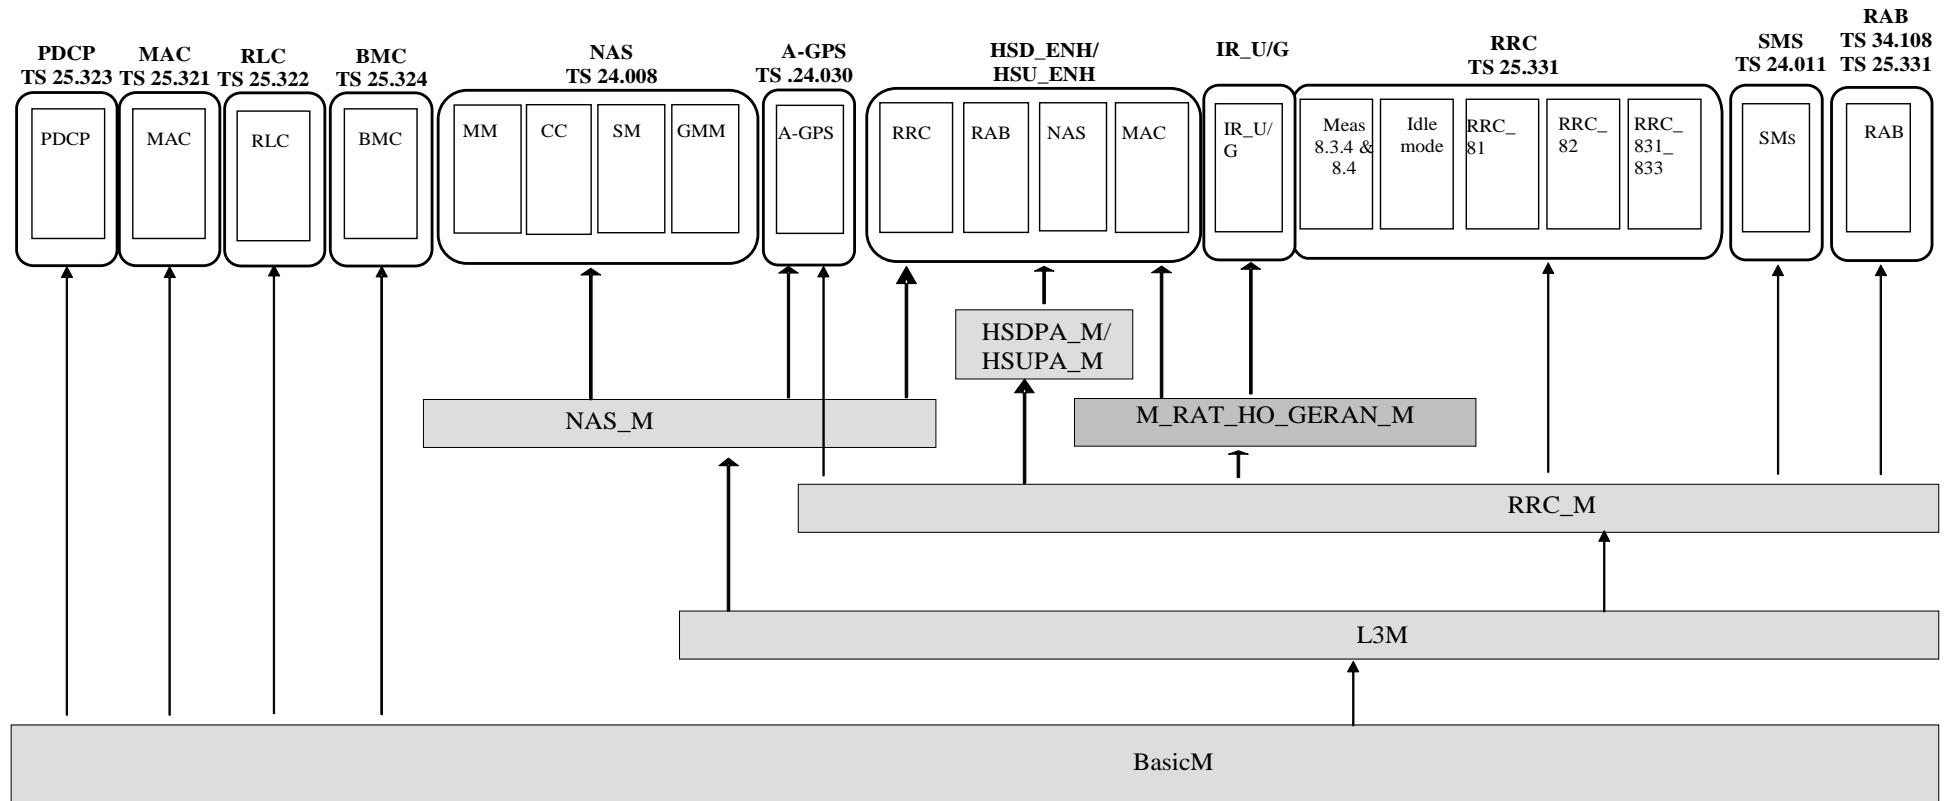 PDCP
TS 25.323
MAC
TS 25.321
RLC
TS 25.322
BMC
TS 25.324
NAS
TS 24.008
A-GPS
TS .24.030
HSD_ENH/
HSU_ENH
IR_U/G
RRC
TS 25.331
SMS
TS 24.011
RAB
TS 34.108
TS 25.331
PDCP
MAC
RLC
BMC
MM
CC
SM
GMM
A-GPS
RRC
RAB
NAS
MAC
IR_U/
G
Meas
8.3.4 &
8.4
Idle
mode
RRC_
81
RRC_
82
RRC_
831_
833
SMs
RAB
HSDPA_M/
HSUPA_M
NAS_M
M_RAT_HO_GERAN_M
RRC_M
L3M
BasicM